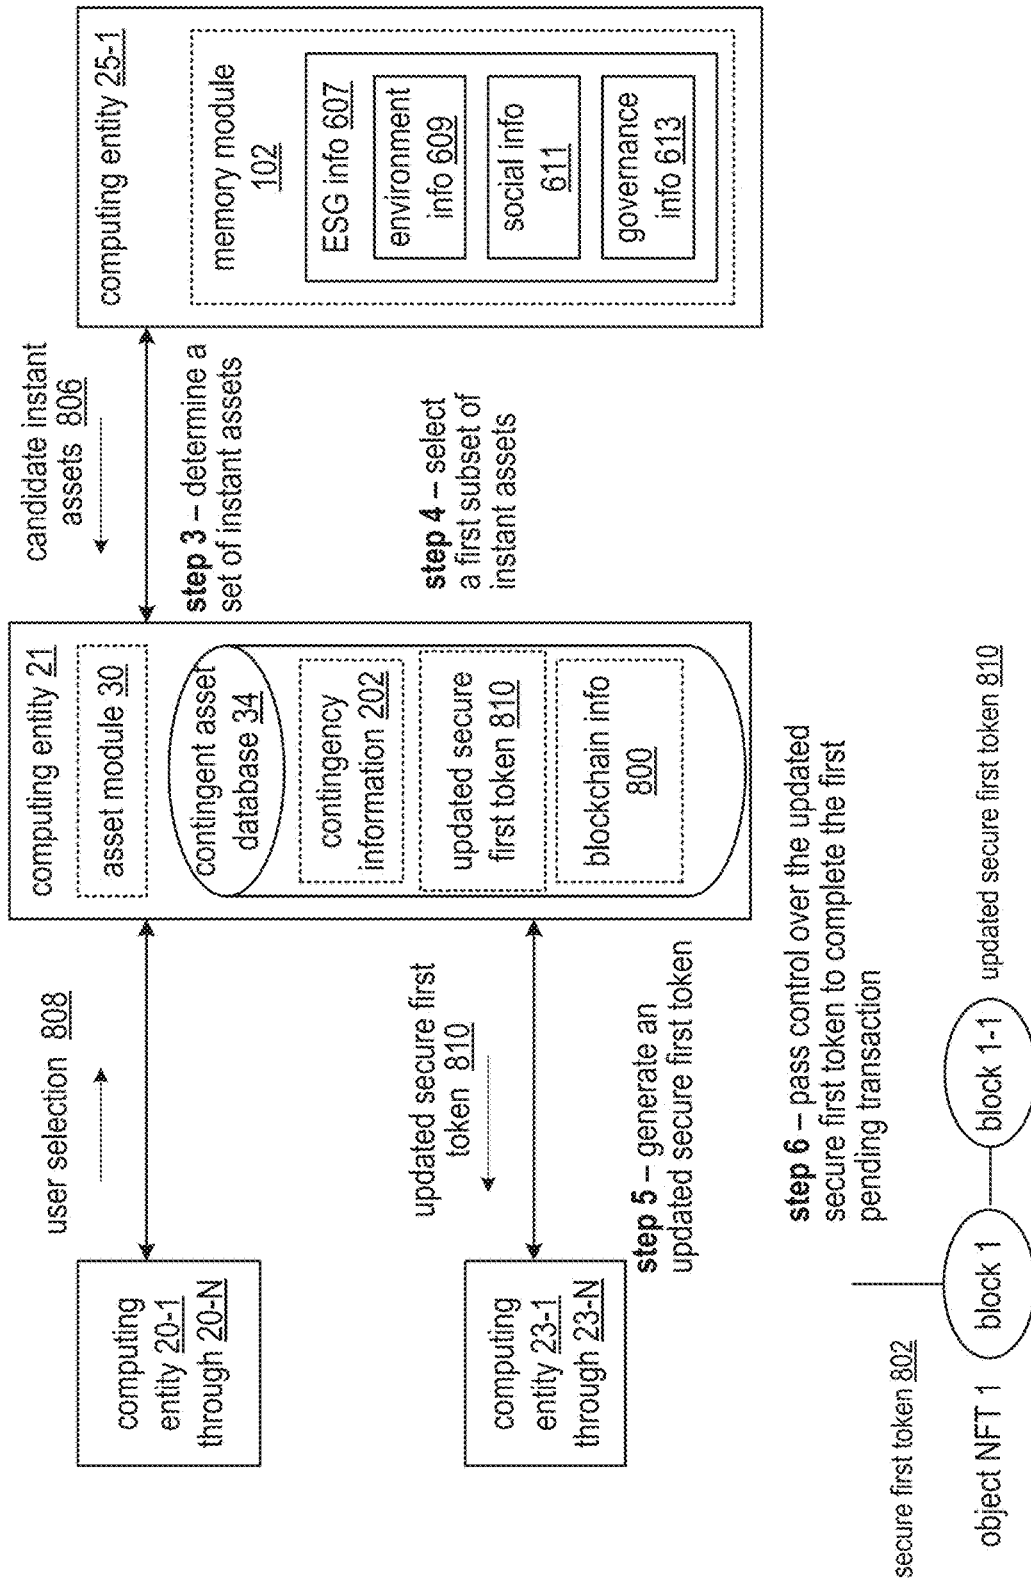 user selection 808
candidate instant
assets 806
computing
entity 20-1
through 20-N
computing entity 21
asset module 30
contingent asset
database 34
contingency
information 202
updated secure
first token 810
blockchain info
800
step 3 – determine a
set of instant assets
step 4 – select
a first subset of
instant assets
computing entity 25-1
memory module
102
ESG info 607
environment
info 609
social info
611
governance
info 613
updated secure first
token 810
computing
entity 23-1
through 23-N
step 5 – generate an
updated secure first token
step 6 – pass control over the updated
secure first token to complete the first
pending transaction
secure first token 802
object NFT 1
block 1
block 1-1
updated secure first token 810